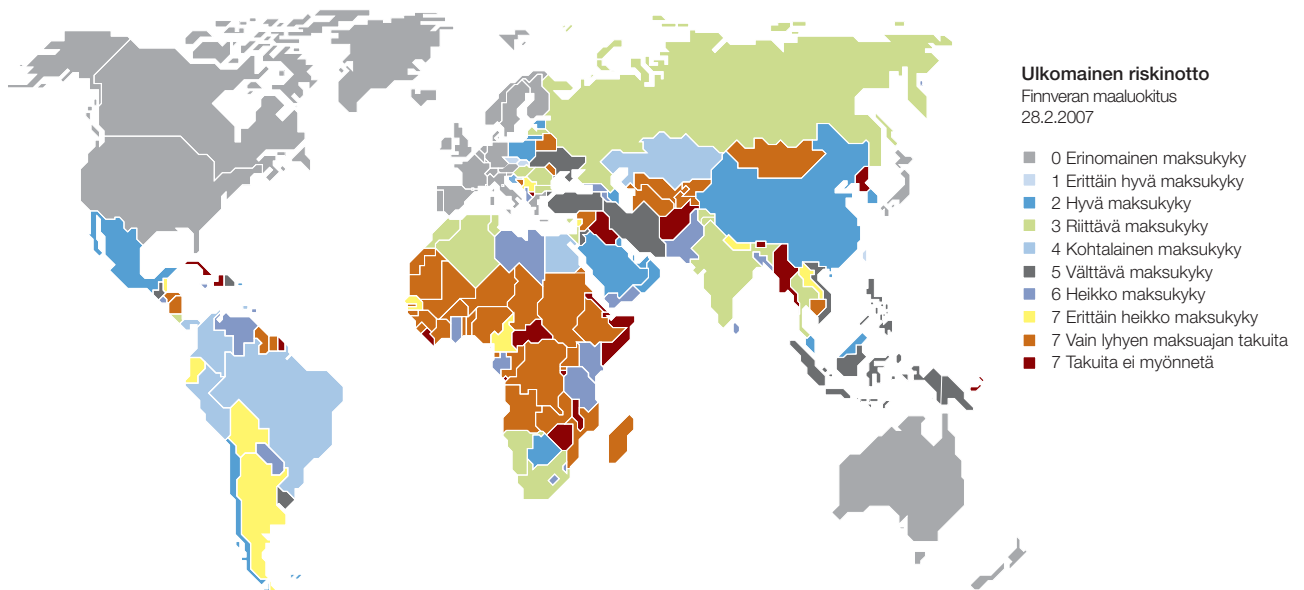 Ulkomainen riskinotto
Finnveran maaluokitus
28.2.2007
0 Erinomainen maksukyky
1 Erittäin hyvä maksukyky
2 Hyvä maksukyky
3 Riittävä maksukyky
4 Kohtalainen maksukyky
5 Välttävä maksukyky
6 Heikko maksukyky
7 Erittäin heikko maksukyky
7 Vain lyhyen maksuajan takuita
7 Takuita ei myönnetä